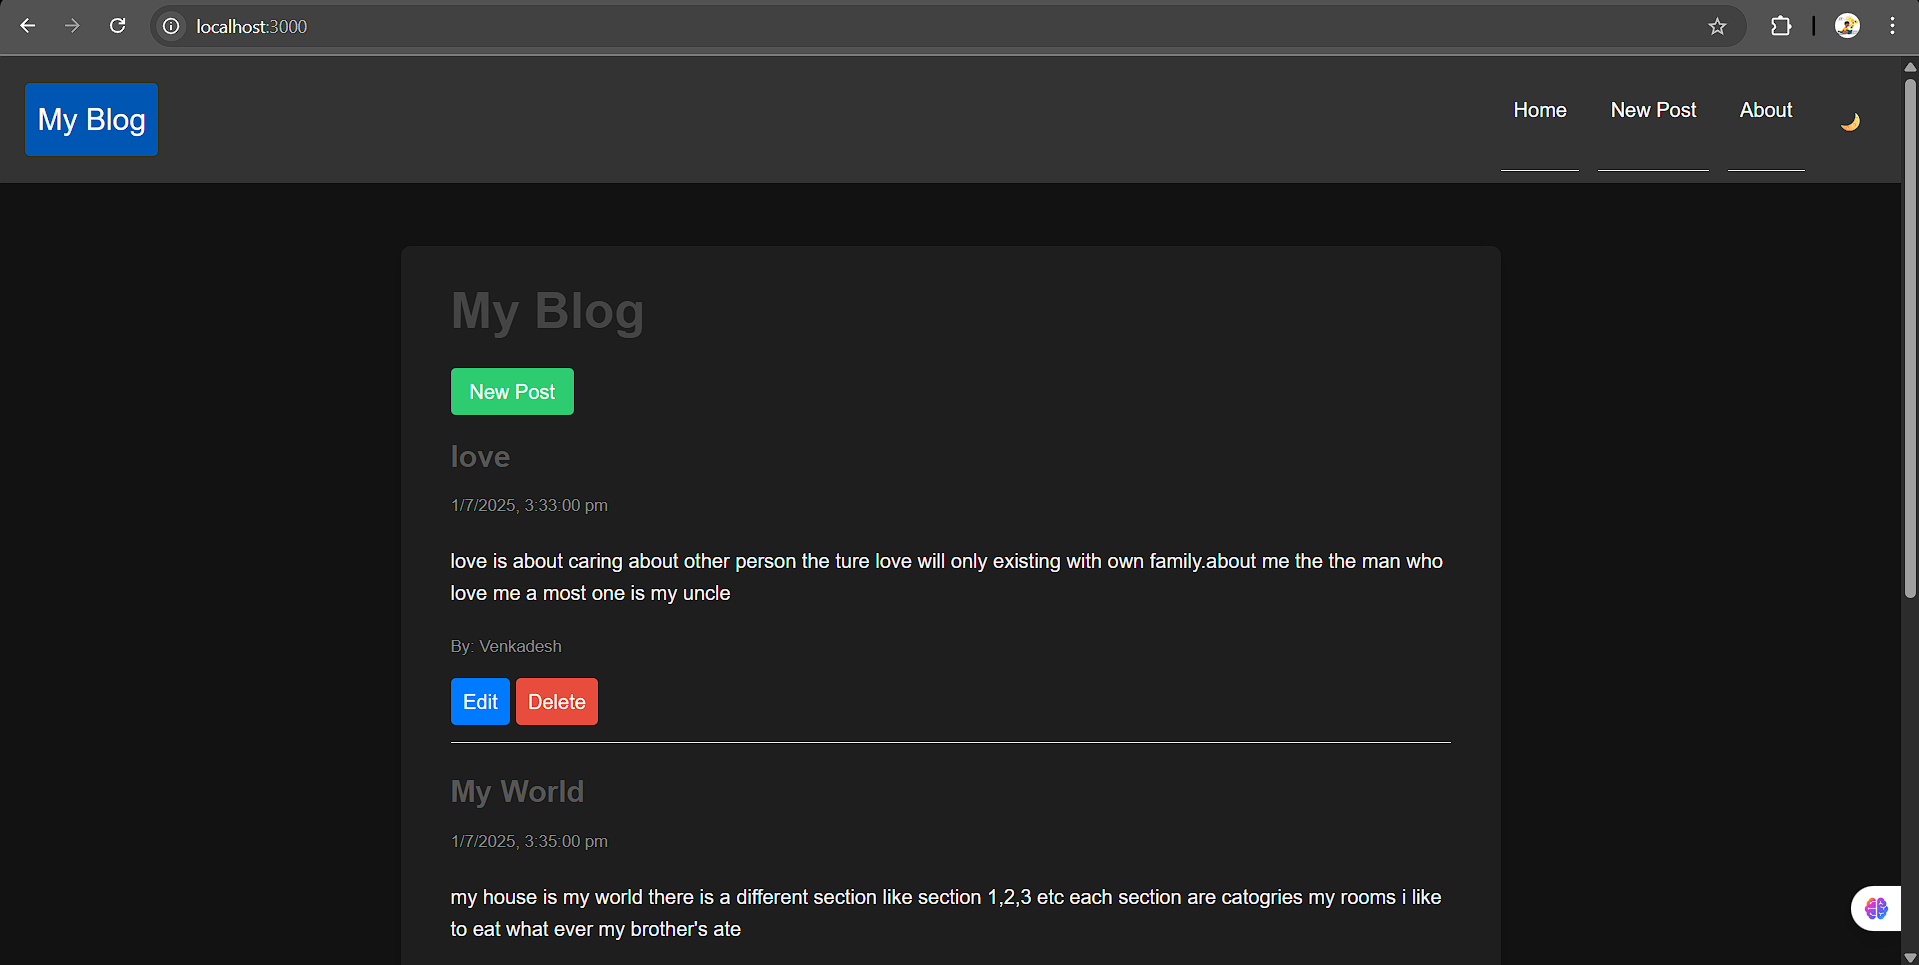 localhost:3000
My Blog
Home
New Post
About
My Blog
New Post
love
1/7/2025, 3:33:00 pm
love is about caring about other person the ture love will only existing with own family.about me the the man who
love me a most one is my uncle
By: Venkadesh
Edit
Delete
My World
1/7/2025, 3:35:00 pm
my house is my world there is a different section like section 1,2,3 etc each section are catogries my rooms i like
to eat what ever my brother's ate